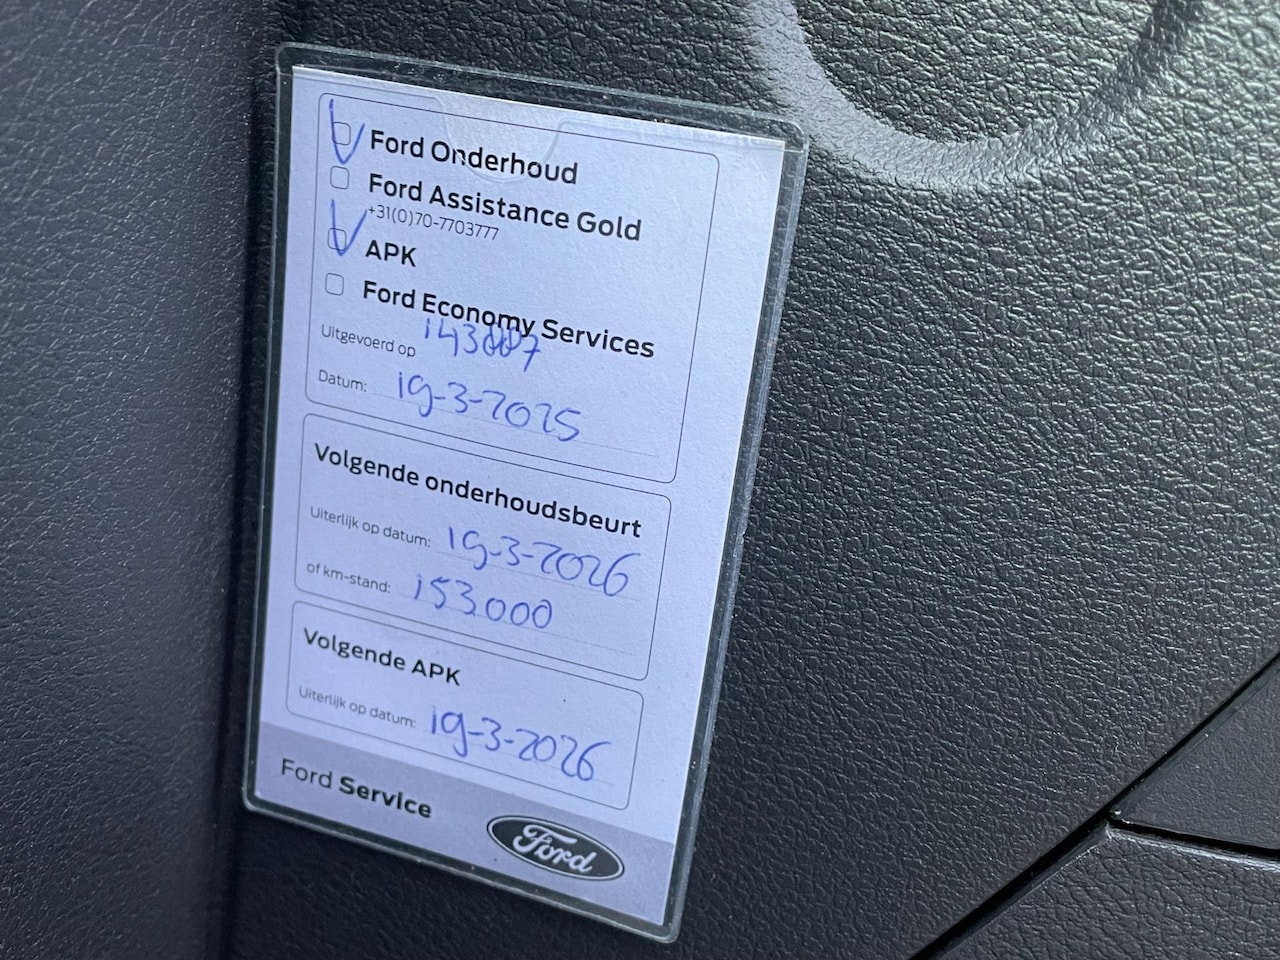 Ford Onderhoud
Ford Assistance Gold
+31(0)70-7703777
APK
Ford Economy Services
Uitgevoerd op
Datum: 19-3-2025
Volgende onderhoudsbeurt
Uiterlijk op datum: 19-3-2026
of km-stand: 153.000
Volgende APK
Uiterlijk op datum: 19-3-2026
Ford Service
Ford